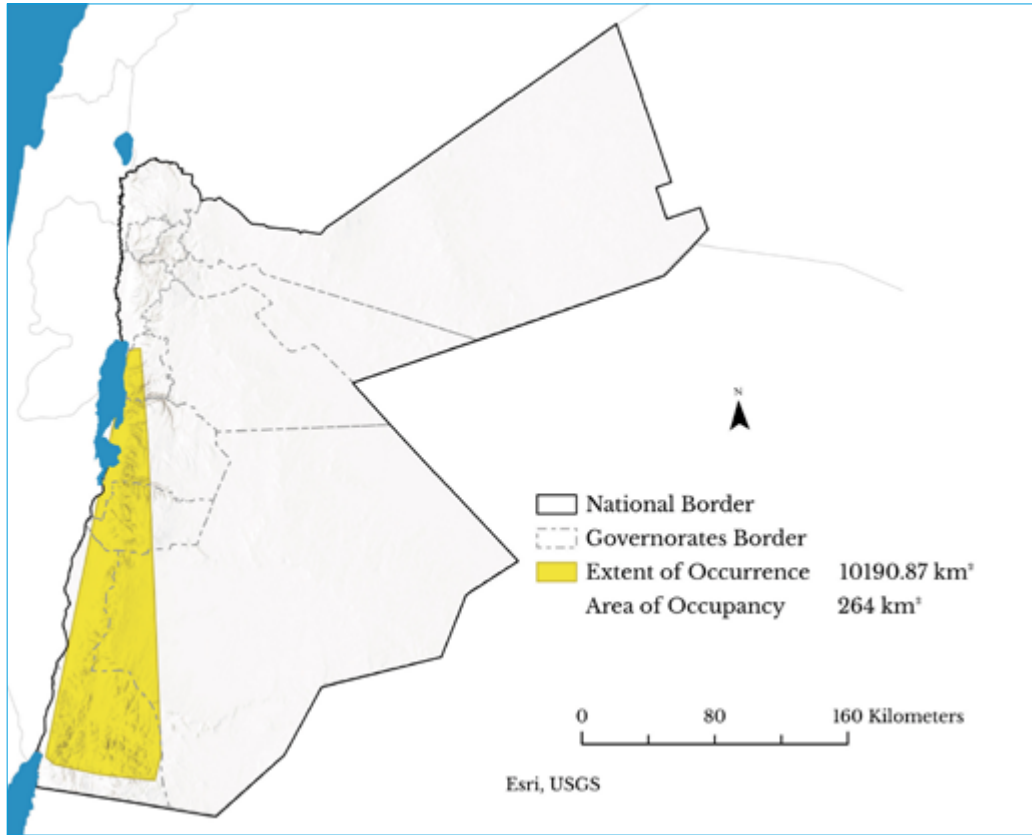 N
National Border
Governorates Border
Extent of Occurrence 10190.87 km²
Area of Occupancy 264 km²
0 80 160 Kilometers
Esri, USGS